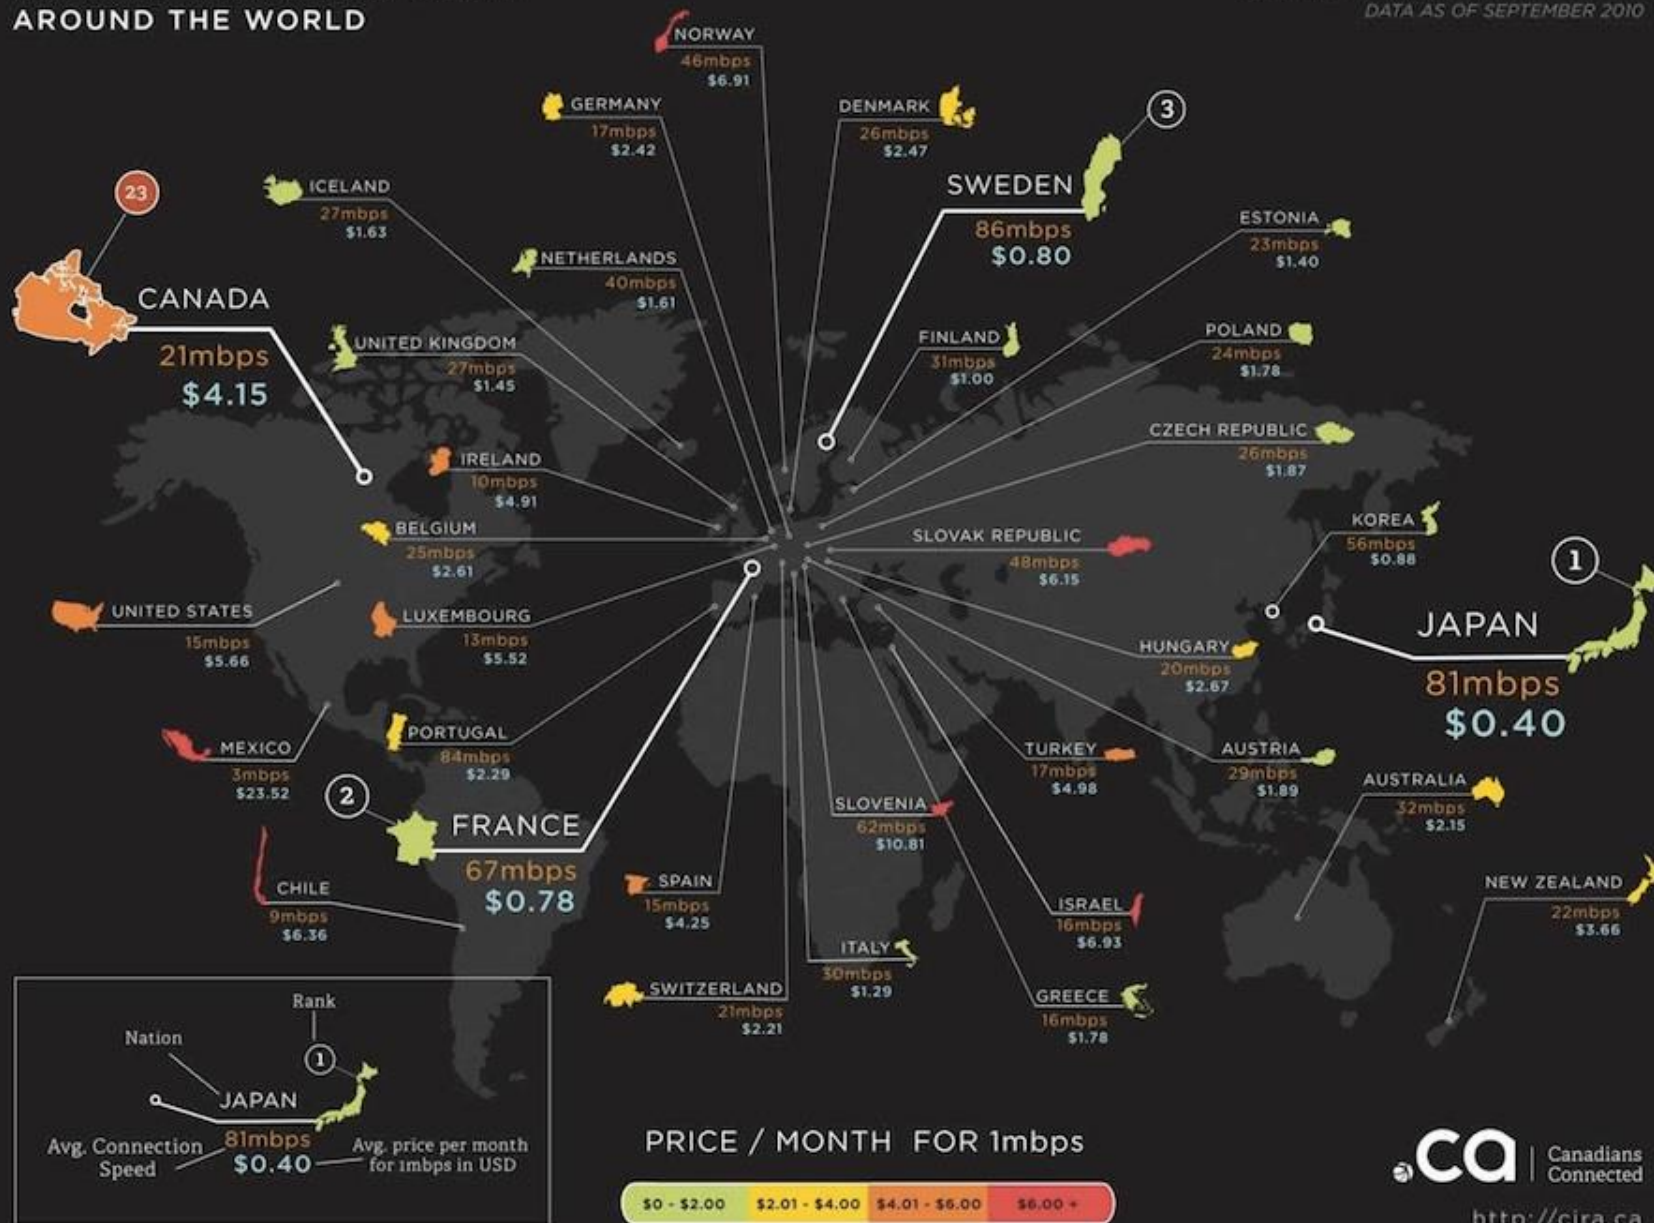 AROUND THE WORLD
DATA AS OF SEPTEMBER 2010
NORWAY
46mbps
$6.91
GERMANY
17mbps
$2.42
DENMARK
26mbps
$2.47
3
SWEDEN
86mbps
$0.80
23
CANADA
21mbps
$4.15
ICELAND
27mbps
$1.63
NETHERLANDS
40mbps
$1.61
ESTONIA
23mbps
$1.40
UNITED KINGDOM
27mbps
$1.45
FINLAND
31mbps
$1.00
POLAND
24mbps
$1.78
CZECH REPUBLIC
26mbps
$1.87
IRELAND
10mbps
$4.91
BELGIUM
25mbps
$2.61
SLOVAK REPUBLIC
48mbps
$6.15
KOREA
56mbps
$0.88
1
JAPAN
81mbps
$0.40
UNITED STATES
15mbps
$5.66
LUXEMBOURG
13mbps
$5.52
HUNGARY
20mbps
$2.67
MEXICO
3mbps
$23.52
PORTUGAL
84mbps
$2.29
TURKEY
17mbps
$4.98
AUSTRIA
29mbps
$1.89
AUSTRALIA
32mbps
$2.15
2
FRANCE
67mbps
$0.78
SLOVENIA
62mbps
$10.81
CHILE
9mbps
$6.36
SPAIN
15mbps
$4.25
ISRAEL
16mbps
$6.93
NEW ZEALAND
22mbps
$3.66
ITALY
30mbps
$1.29
SWITZERLAND
21mbps
$2.21
GREECE
16mbps
$1.78
Rank
Nation
1
JAPAN
Avg. Connection
Speed
81mbps
$0.40
Avg. price per month
for 1mbps in USD
PRICE / MONTH FOR 1mbps
$0 - $2.00 $2.01 - $4.00 $4.01 - $6.00 $6.00 +
.ca
Canadians
Connected
http://cira.ca